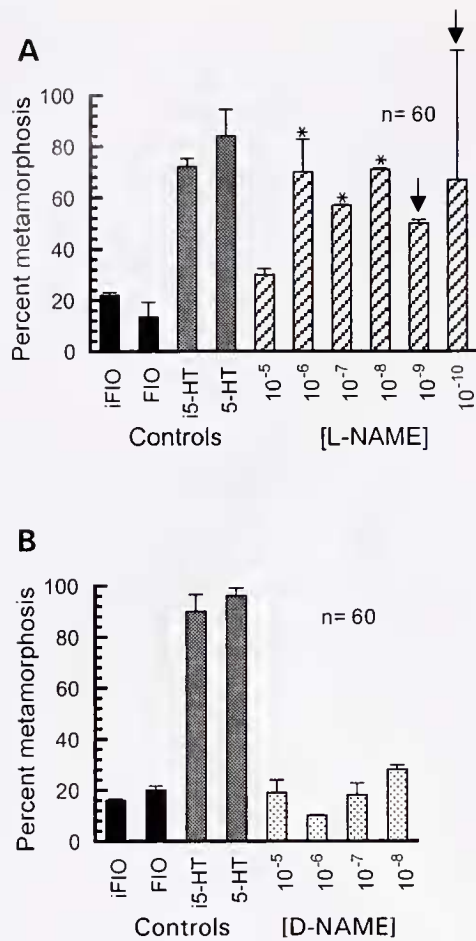 A
Percent metamorphosis
100
80
60
40
20
0
n= 60
*
*
*
iFIO
FIO
i5-HT
5-HT
10⁻⁵
10⁻⁶
10⁻⁷
10⁻⁸
10⁻⁹
10⁻¹⁰
Controls
[L-NAME]
B
Percent metamorphosis
100
80
60
40
20
0
n= 60
iFIO
FIO
i5-HT
5-HT
10⁻⁵
10⁻⁶
10⁻⁷
10⁻⁸
Controls
[D-NAME]